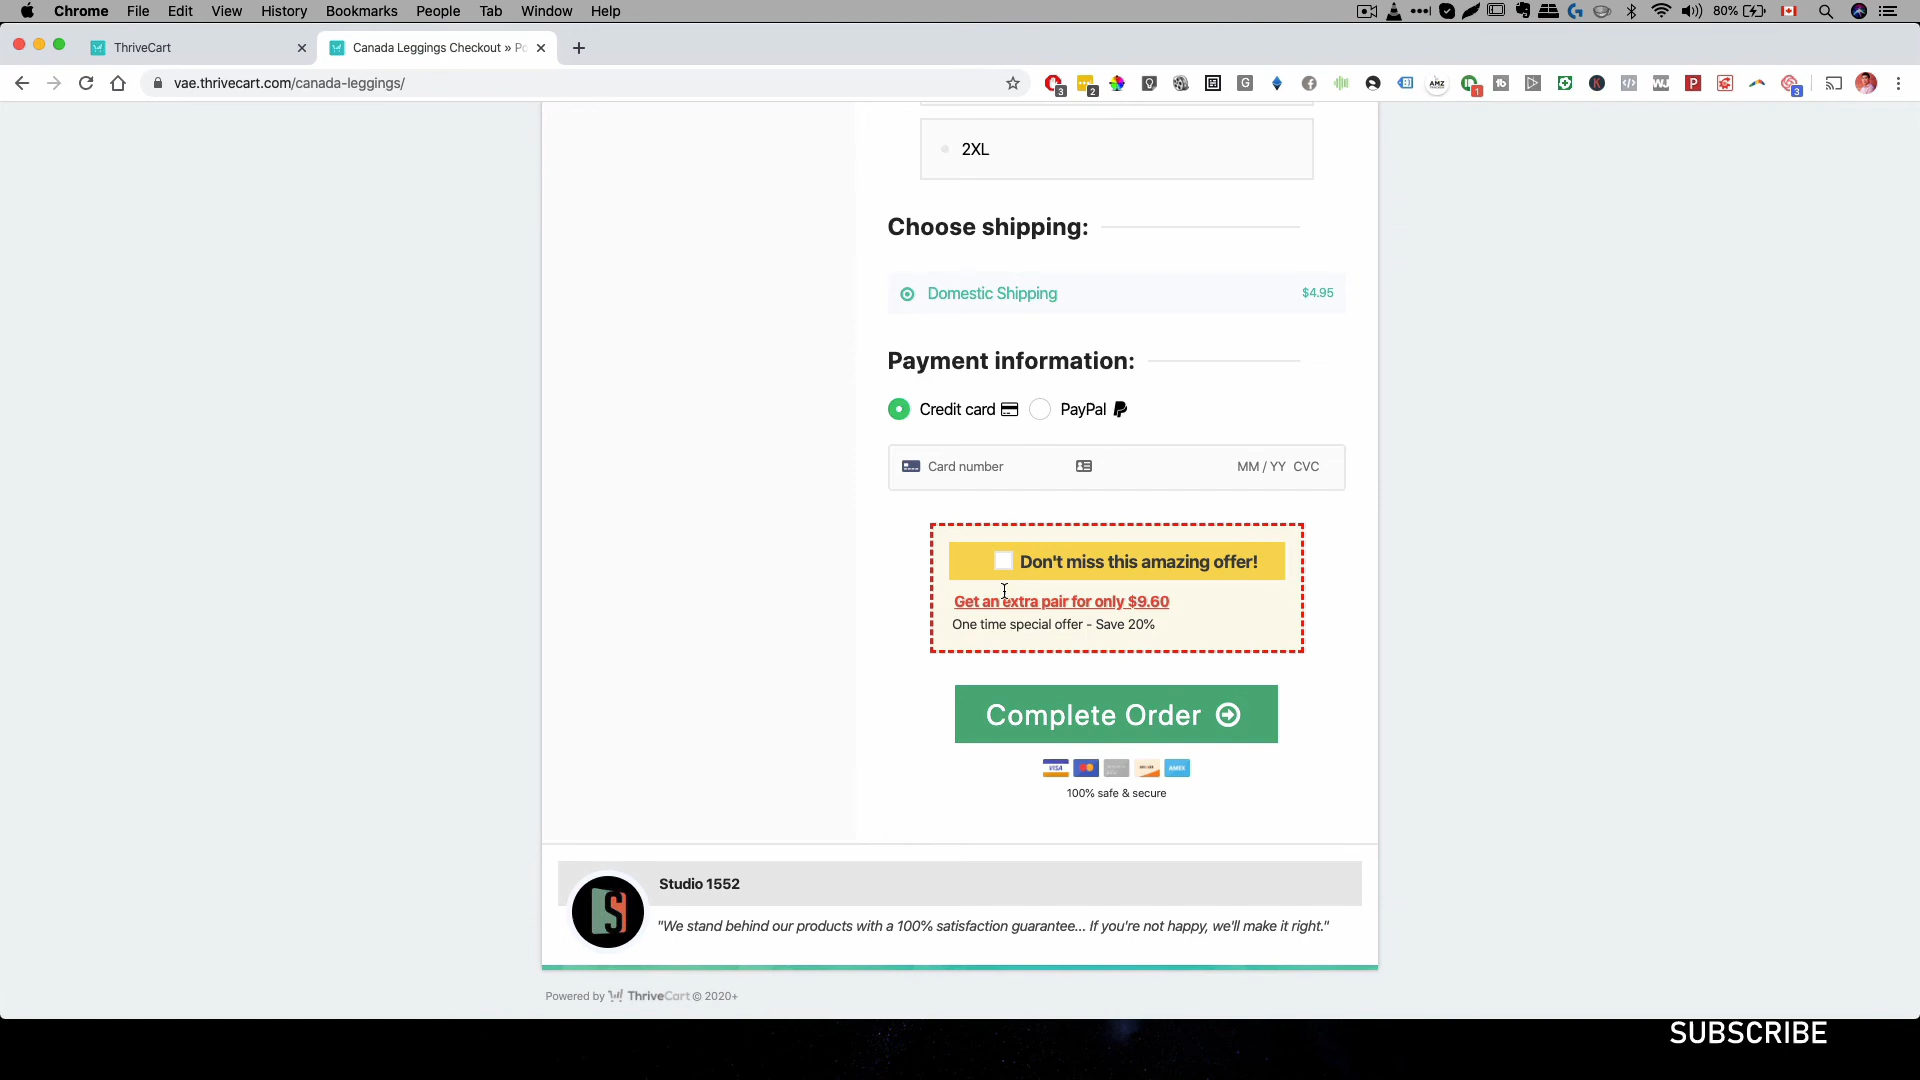 Chrome File Edit View History Bookmarks People Tab Window Help
80%
ThriveCart
Canada Leggings Checkout » Po
vae.thrivecart.com/canada-leggings/
2XL
Choose shipping:
Domestic Shipping $4.95
Payment information:
Credit card PayPal
Card number MM / YY CVC
Don't miss this amazing offer!
Get an extra pair for only $9.60
One time special offer - Save 20%
Complete Order
VISA AMEX
100% safe & secure
Studio 1552
"We stand behind our products with a 100% satisfaction guarantee... If you're not happy, we'll make it right."
Powered by ThriveCart © 2020+
SUBSCRIBE